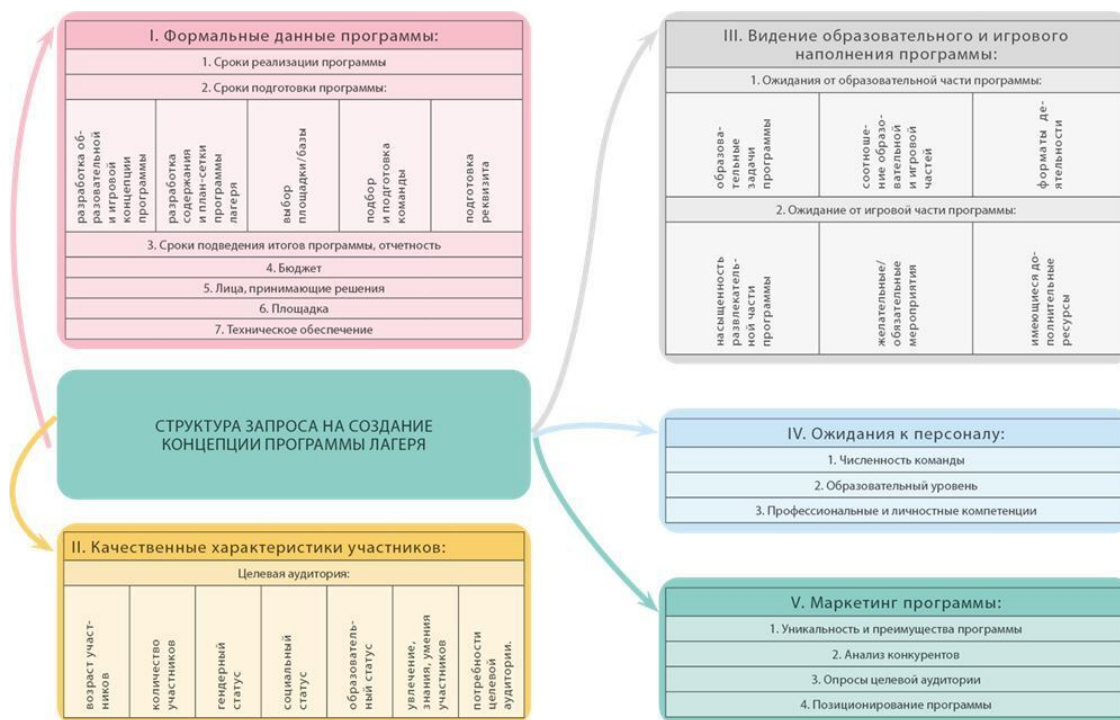 I. Формальные данные программы:
1. Сроки реализации программы
2. Сроки подготовки программы:
разработка об-
разовательной
и игровой
концепции
программы
разработка
содержания
и план-сетки
программы
лагеря
выбор
площадки/базы
подбор
и подготовка
команды
подготовка
реквизита
3. Сроки подведения итогов программы, отчетность
4. Бюджет
5. Лица, принимающие решения
6. Площадка
7. Техническое обеспечение
СТРУКТУРА ЗАПРОСА НА СОЗДАНИЕ
КОНЦЕПЦИИ ПРОГРАММЫ ЛАГЕРЯ
II. Качественные характеристики участников:
Целевая аудитория:
возраст участ-
ников
количество
участников
гендерный
статус
социальный
статус
образователь-
ный статус
увлечение,
знания, умения
участников
потребности
целевой
аудитории.
III. Видение образовательного и игрового
наполнения программы:
1. Ожидания от образовательной части программы:
образова-
тельные
задачи
программы
соотноше-
ние образо-
вательной
и игровой
частей
форматы де-
ятельности
2. Ожидание от игровой части программы:
насыщенность
развлекатель-
ной части
программы
желательные/
обязательные
мероприятия
имеющиеся до-
полнительные
ресурсы
IV. Ожидания к персоналу:
1. Численность команды
2. Образовательный уровень
3. Профессиональные и личностные компетенции
V. Маркетинг программы:
1. Уникальность и преимущества программы
2. Анализ конкурентов
3. Опросы целевой аудитории
4. Позиционирование программы